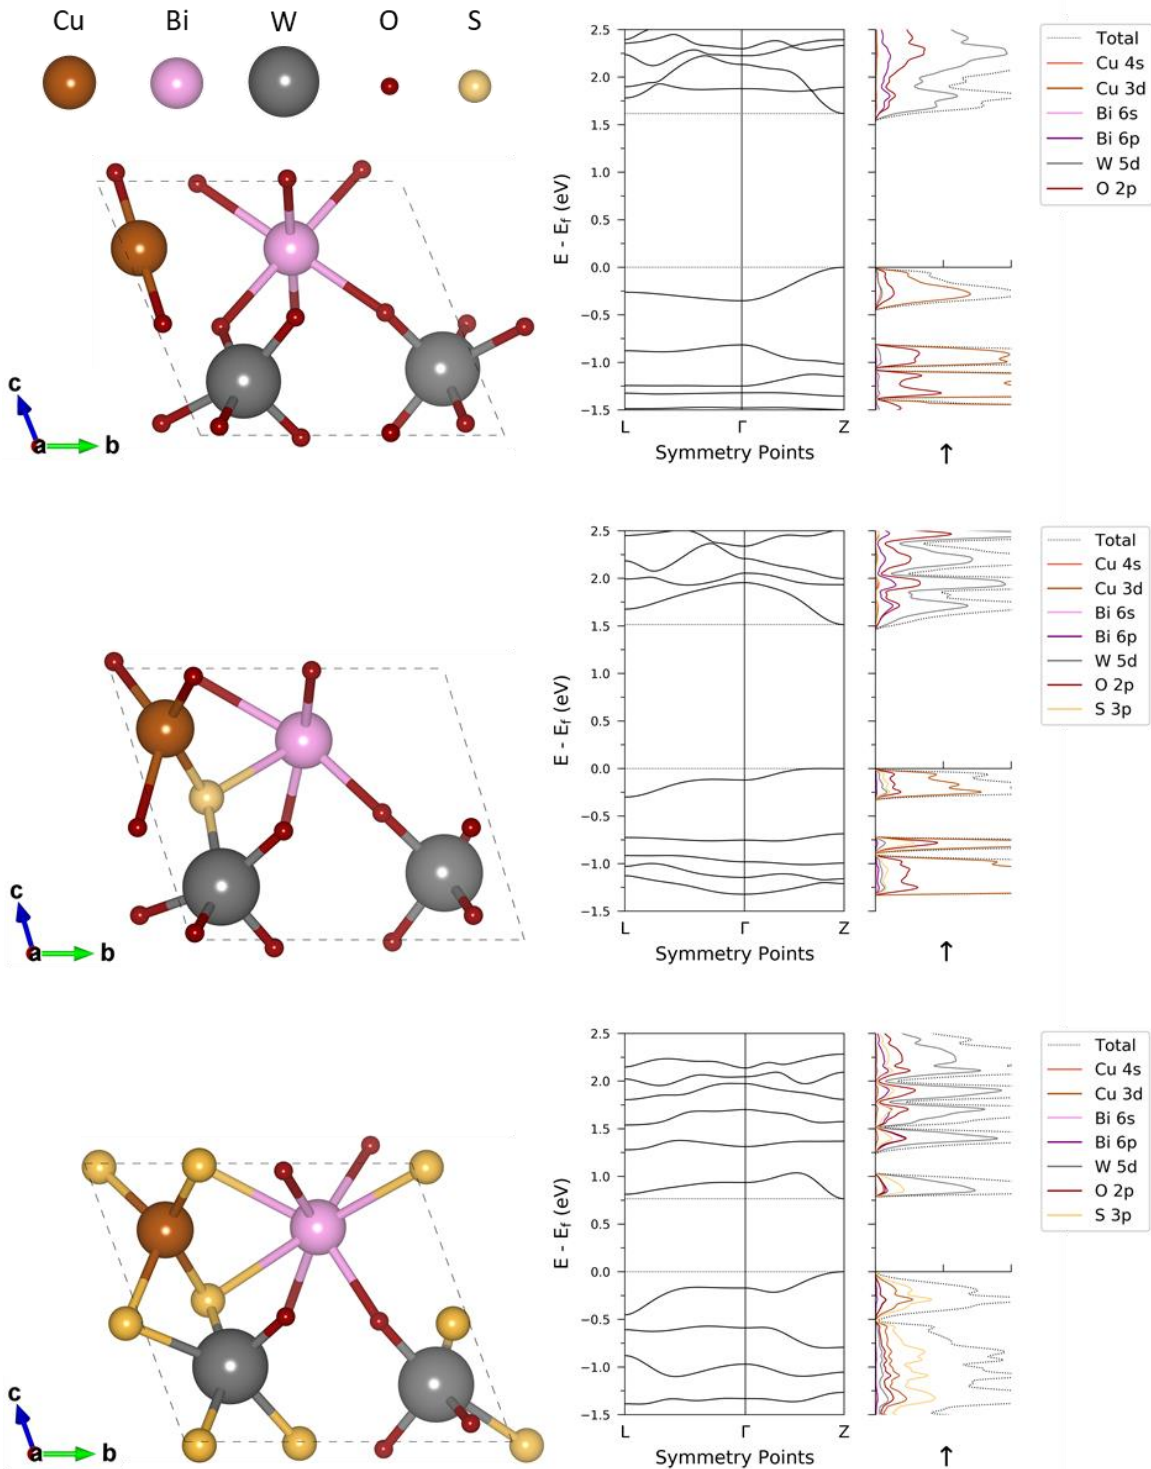 Cu Bi W O S
c
a b
E - E_f (eV)
2.5
2.0
1.5
1.0
0.5
0.0
−0.5
−1.0
−1.5
L Γ Z
Symmetry Points
↑
Total
Cu 4s
Cu 3d
Bi 6s
Bi 6p
W 5d
O 2p
c
a b
E - E_f (eV)
2.5
2.0
1.5
1.0
0.5
0.0
−0.5
−1.0
−1.5
L Γ Z
Symmetry Points
↑
Total
Cu 4s
Cu 3d
Bi 6s
Bi 6p
W 5d
O 2p
S 3p
c
a b
E - E_f (eV)
2.5
2.0
1.5
1.0
0.5
0.0
−0.5
−1.0
−1.5
L Γ Z
Symmetry Points
↑
Total
Cu 4s
Cu 3d
Bi 6s
Bi 6p
W 5d
O 2p
S 3p